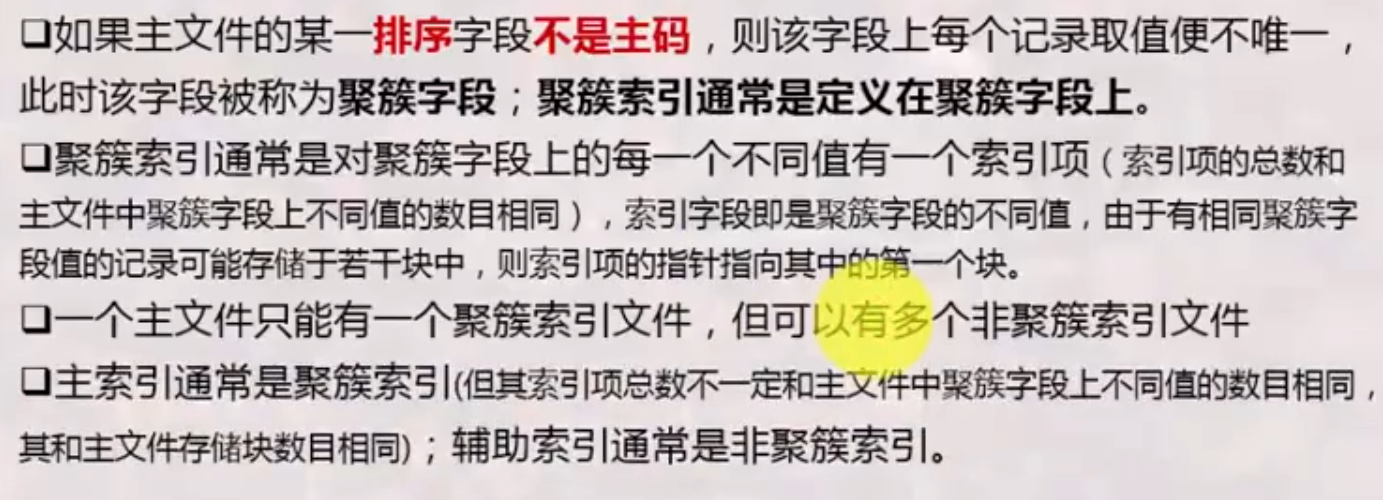 ❑如果主文件的某一排序字段不是主码，则该字段上每个记录取值便不唯一，
此时该字段被称为聚簇字段；聚簇索引通常是定义在聚簇字段上。
❑聚簇索引通常是对聚簇字段上的每一个不同值有一个索引项（索引项的总数和
主文件中聚簇字段上不同值的数目相同），索引字段即是聚簇字段的不同值，由于有相同聚簇字
段值的记录可能存储于若干块中，则索引项的指针指向其中的第一个块。
❑一个主文件只能有一个聚簇索引文件，但可以有多个非聚簇索引文件
❑主索引通常是聚簇索引(但其索引项总数不一定和主文件中聚簇字段上不同值的数目相同，
其和主文件存储块数目相同)；辅助索引通常是非聚簇索引。